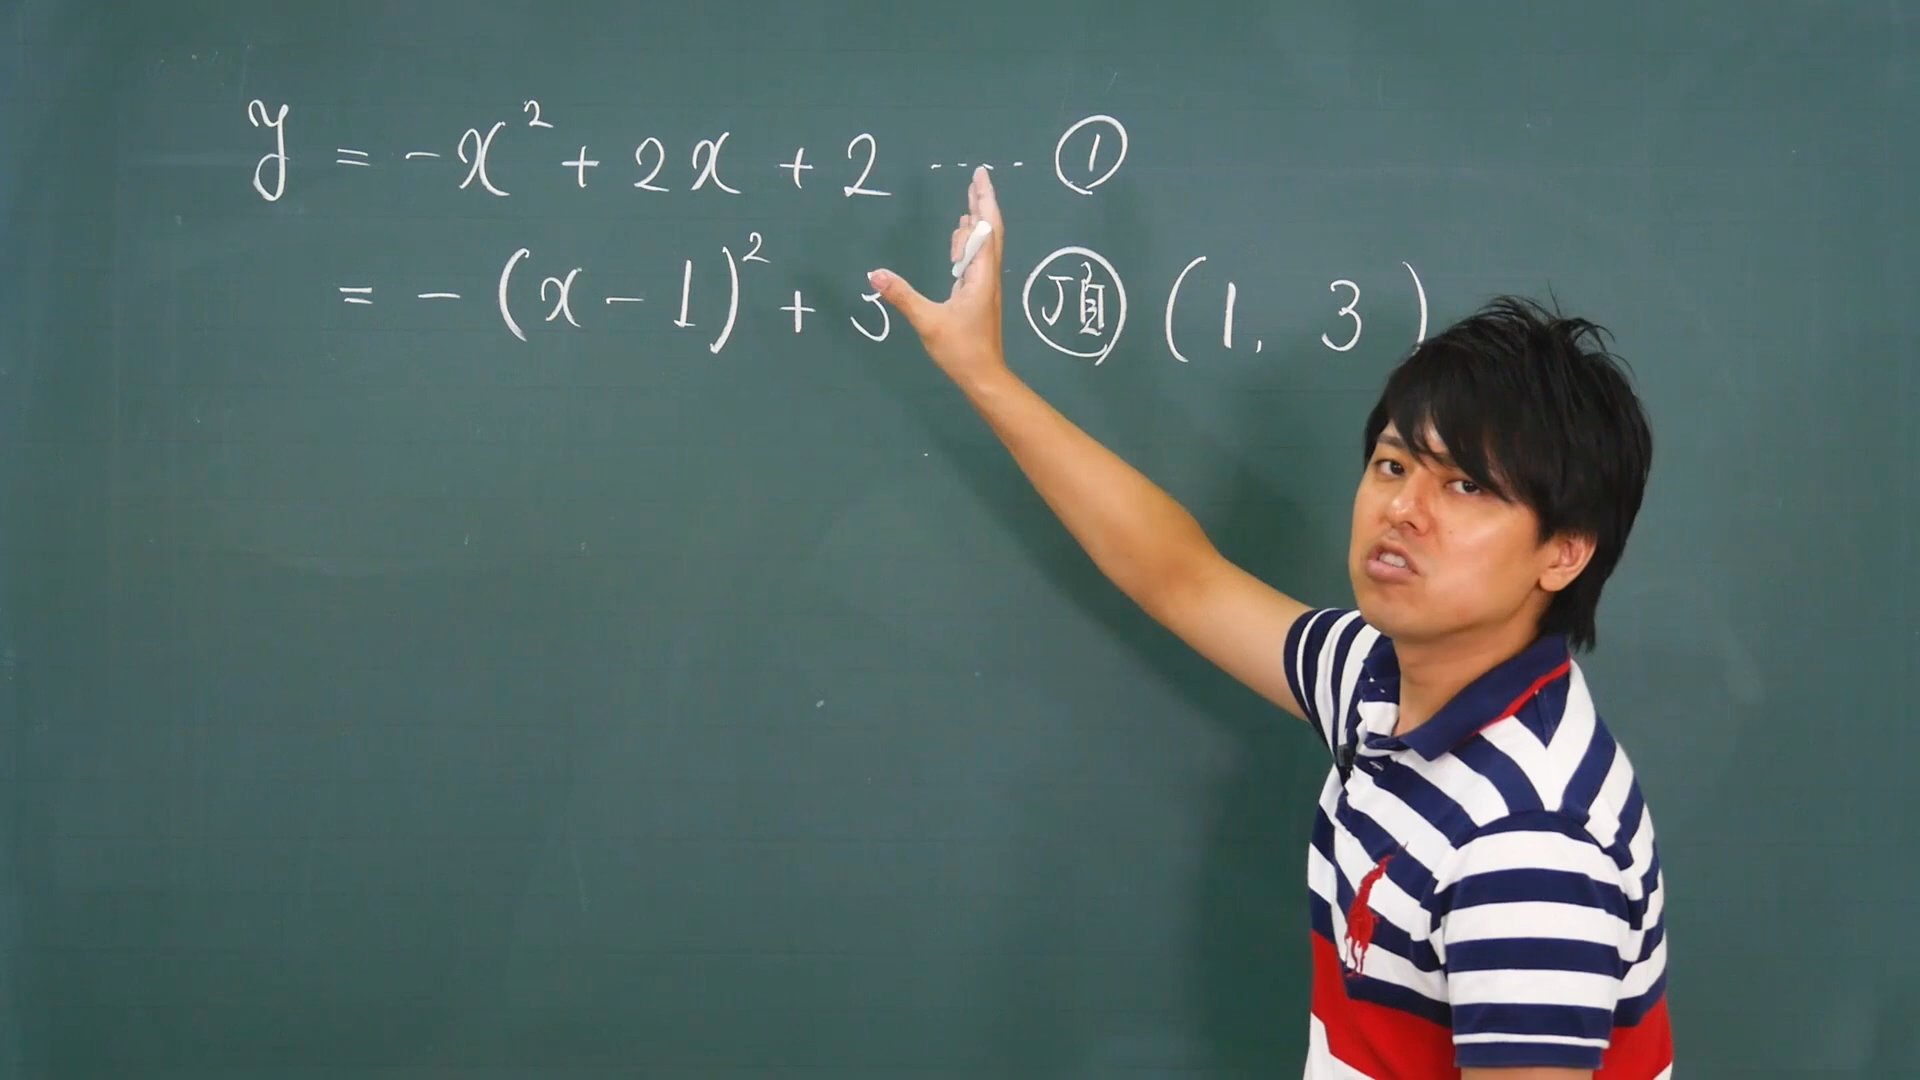 y = -x² + 2x + 2 ‥‥ ①
= -(x - 1)² + 3 頂 (1, 3)